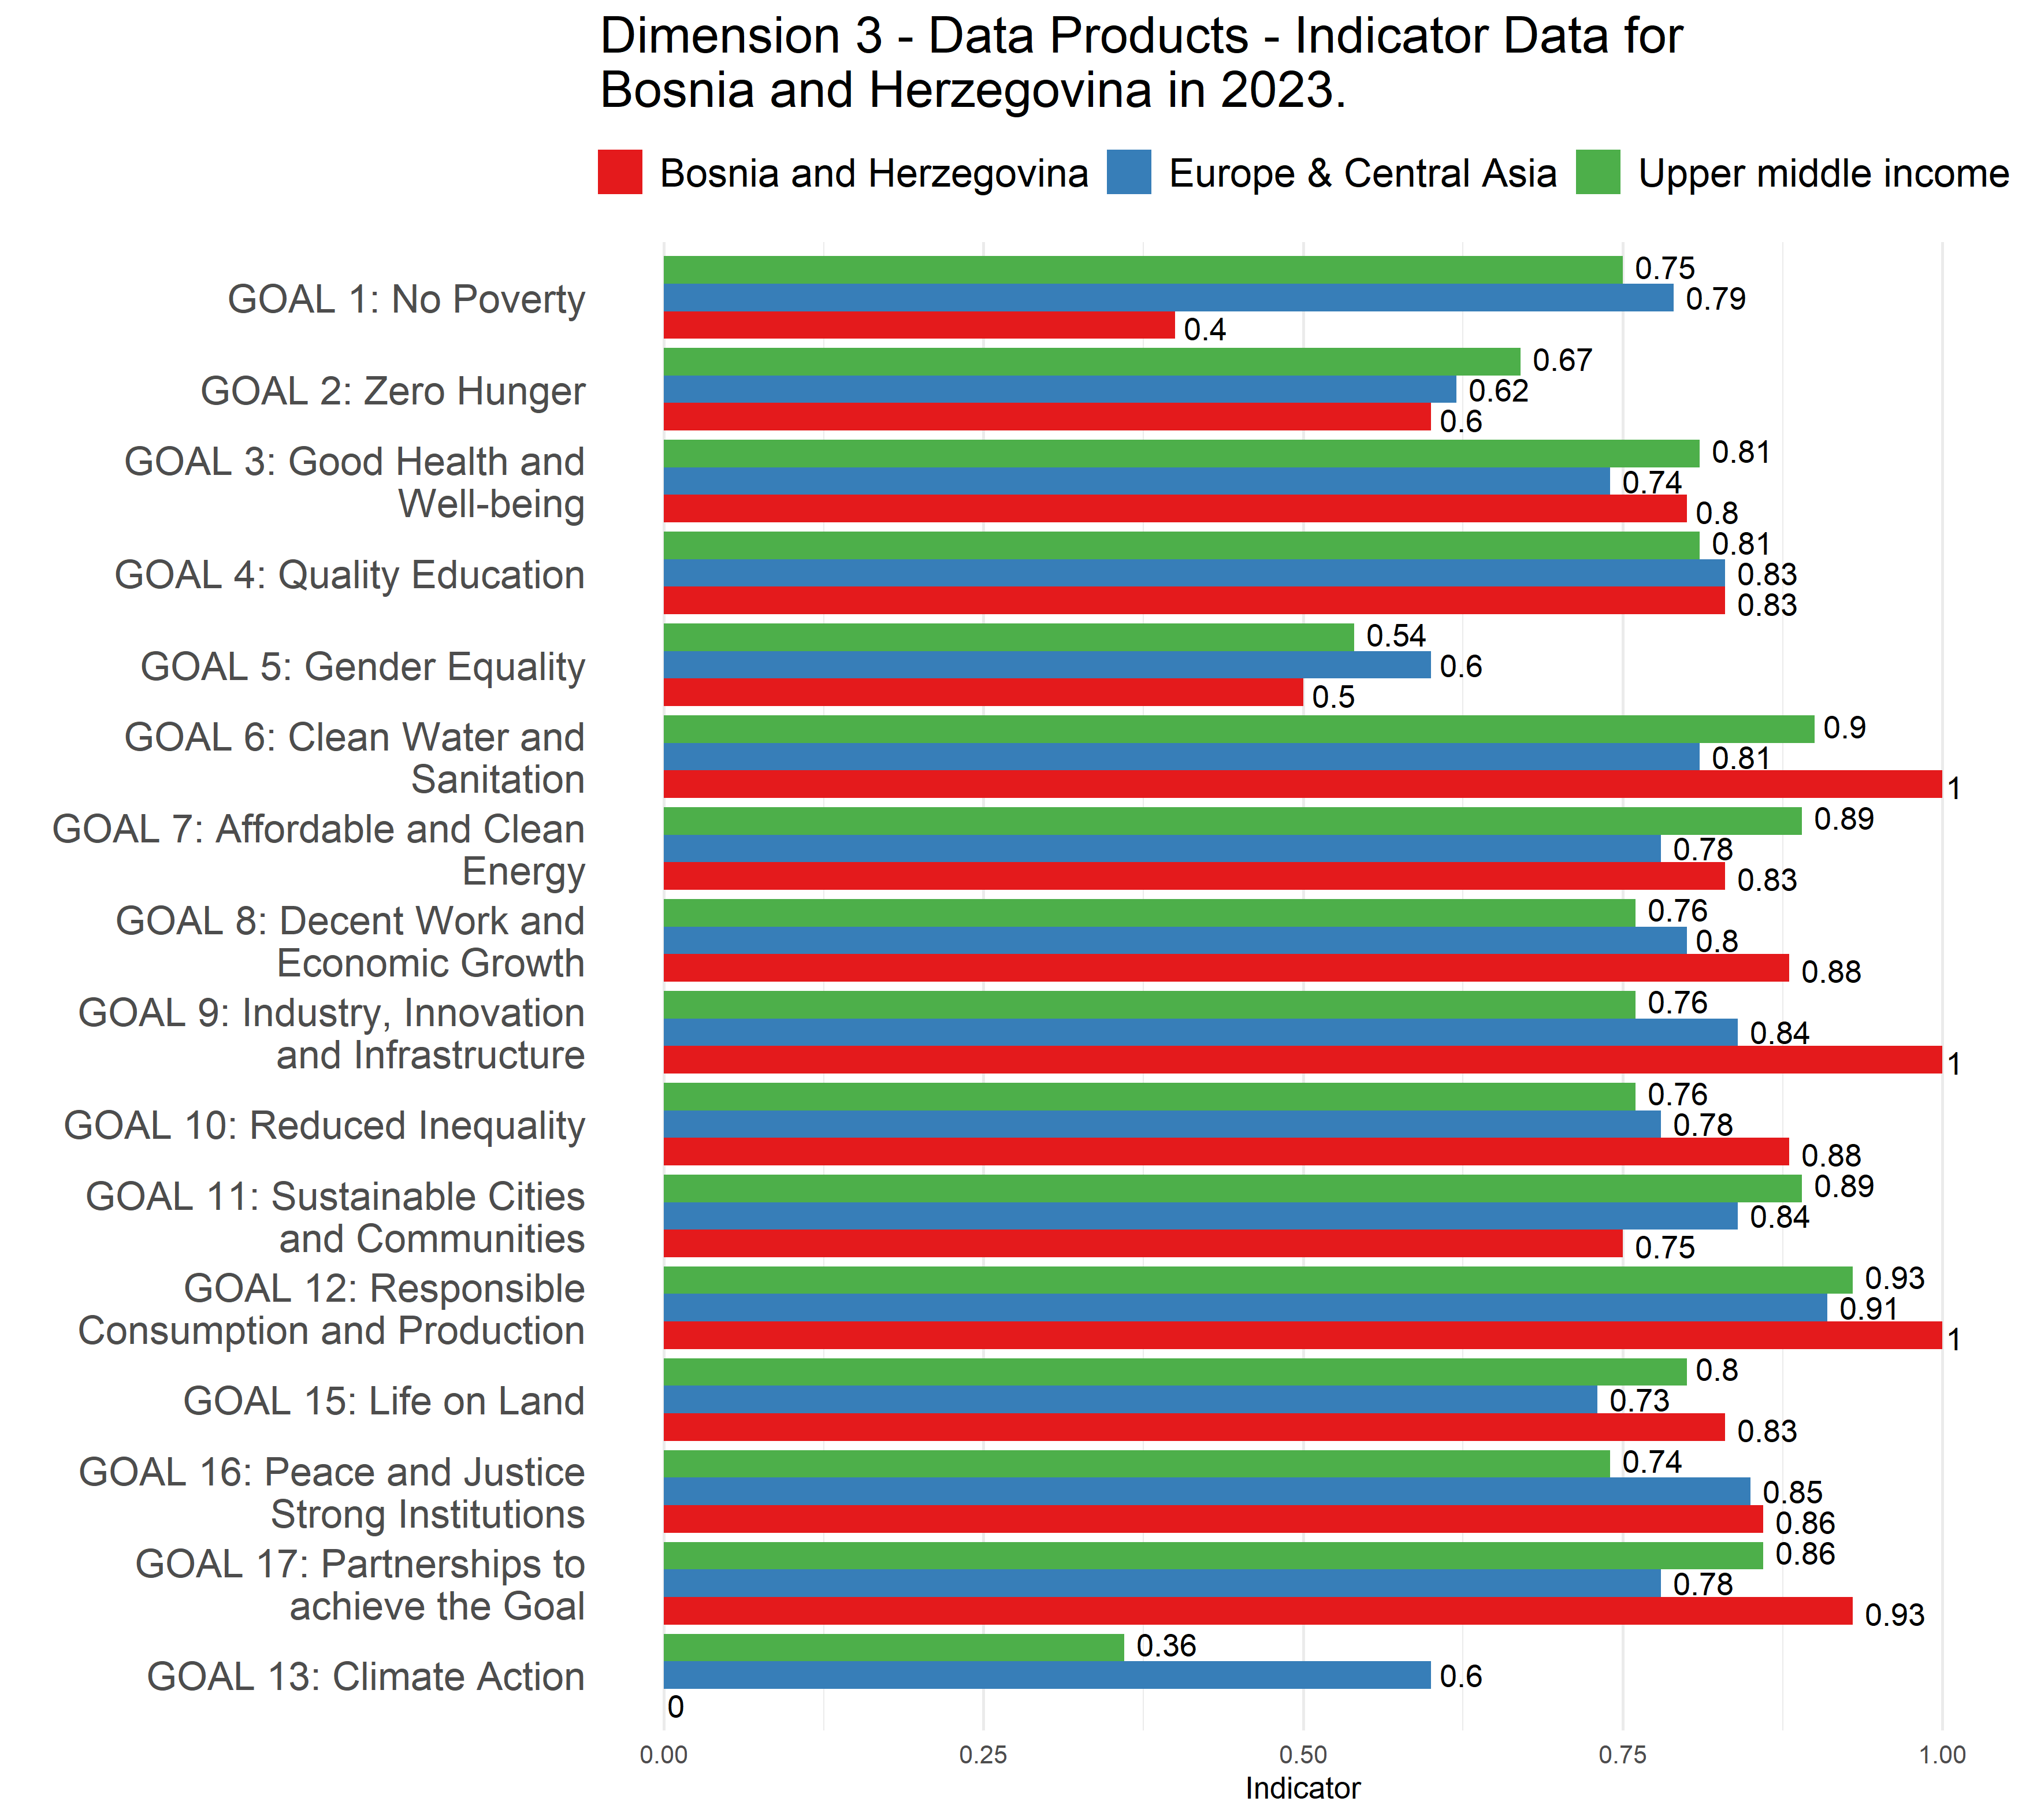 Dimension 3 - Data Products - Indicator Data for
Bosnia and Herzegovina in 2023.
Bosnia and Herzegovina Europe & Central Asia Upper middle income
GOAL 1: No Poverty
0.75
0.79
0.4
GOAL 2: Zero Hunger
0.67
0.62
0.6
GOAL 3: Good Health and
Well-being
0.81
0.74
0.8
GOAL 4: Quality Education
0.81
0.83
0.83
GOAL 5: Gender Equality
0.54
0.6
0.5
GOAL 6: Clean Water and
Sanitation
0.9
0.81
1
GOAL 7: Affordable and Clean
Energy
0.89
0.78
0.83
GOAL 8: Decent Work and
Economic Growth
0.76
0.8
0.88
GOAL 9: Industry, Innovation
and Infrastructure
0.76
0.84
1
GOAL 10: Reduced Inequality
0.76
0.78
0.88
GOAL 11: Sustainable Cities
and Communities
0.89
0.84
0.75
GOAL 12: Responsible
Consumption and Production
0.93
0.91
1
GOAL 15: Life on Land
0.8
0.73
0.83
GOAL 16: Peace and Justice
Strong Institutions
0.74
0.85
0.86
GOAL 17: Partnerships to
achieve the Goal
0.86
0.78
0.93
GOAL 13: Climate Action
0.36
0.6
0
0.00 0.25 0.50 0.75 1.00
Indicator